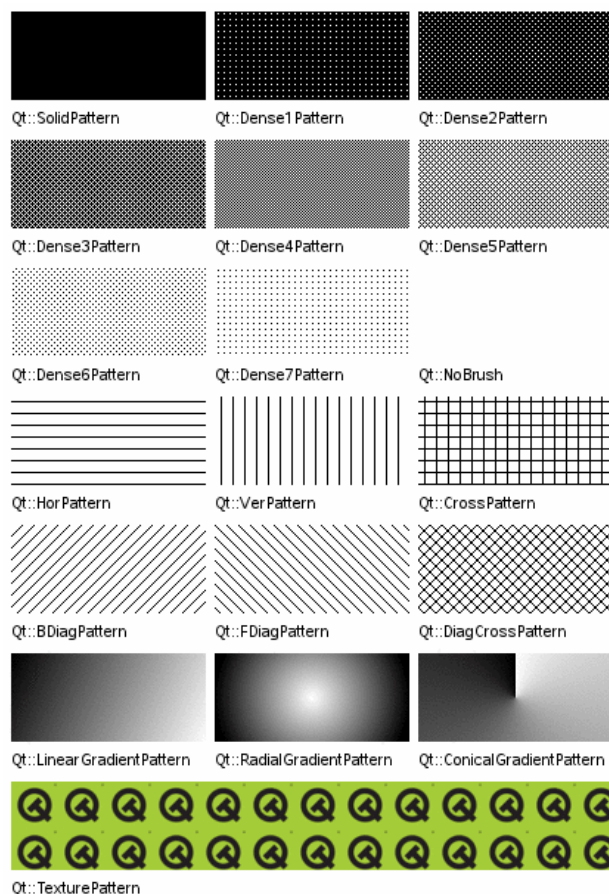 Qt::SolidPattern Qt::Dense1Pattern Qt::Dense2Pattern
Qt::Dense3Pattern Qt::Dense4Pattern Qt::Dense5Pattern
Qt::Dense6Pattern Qt::Dense7Pattern Qt::NoBrush
Qt::HorPattern Qt::VerPattern Qt::CrossPattern
Qt::BDiagPattern Qt::FDiagPattern Qt::DiagCrossPattern
Qt::LinearGradientPattern Qt::RadialGradientPattern Qt::ConicalGradientPattern
Qt::TexturePattern